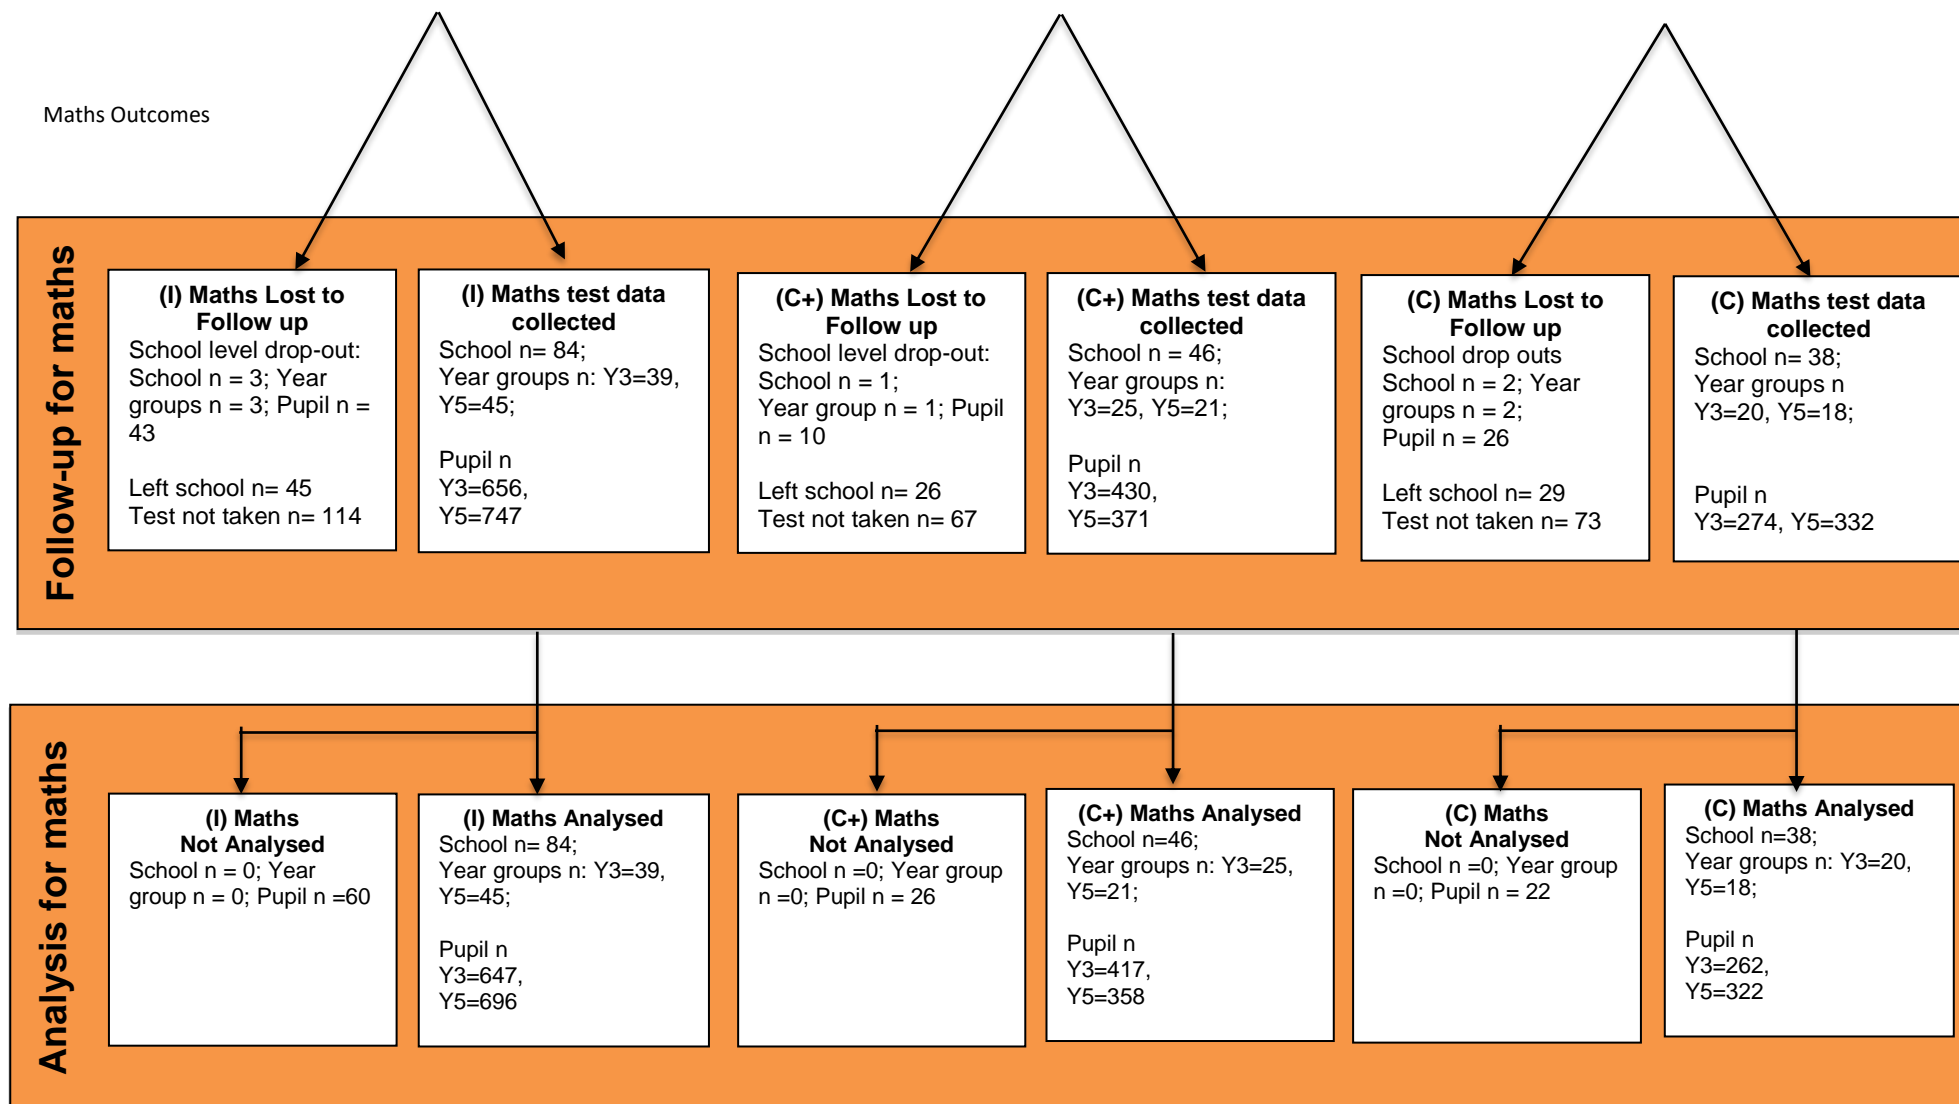 Maths Outcomes
Follow-up for maths
(I) Maths Lost to
Follow up
School level drop-out:
School n = 3; Year
groups n = 3; Pupil n =
43
Left school n= 45
Test not taken n= 114
(I) Maths test data
collected
School n= 84;
Year groups n: Y3=39,
Y5=45;
Pupil n
Y3=656,
Y5=747
(C+) Maths Lost to
Follow up
School level drop-out:
School n = 1;
Year group n = 1; Pupil
n = 10
Left school n= 26
Test not taken n= 67
(C+) Maths test data
collected
School n = 46;
Year groups n:
Y3=25, Y5=21;
Pupil n
Y3=430,
Y5=371
(C) Maths Lost to
Follow up
School drop outs
School n = 2; Year
groups n = 2;
Pupil n = 26
Left school n= 29
Test not taken n= 73
(C) Maths test data
collected
School n= 38;
Year groups n
Y3=20, Y5=18;
Pupil n
Y3=274, Y5=332
Analysis for maths
(I) Maths
Not Analysed
School n = 0; Year
group n = 0; Pupil n =60
(I) Maths Analysed
School n= 84;
Year groups n: Y3=39,
Y5=45;
Pupil n
Y3=647,
Y5=696
(C+) Maths
Not Analysed
School n =0; Year group
n =0; Pupil n = 26
(C+) Maths Analysed
School n=46;
Year groups n: Y3=25,
Y5=21;
Pupil n
Y3=417,
Y5=358
(C) Maths
Not Analysed
School n =0; Year group
n =0; Pupil n = 22
(C) Maths Analysed
School n=38;
Year groups n: Y3=20,
Y5=18;
Pupil n
Y3=262,
Y5=322